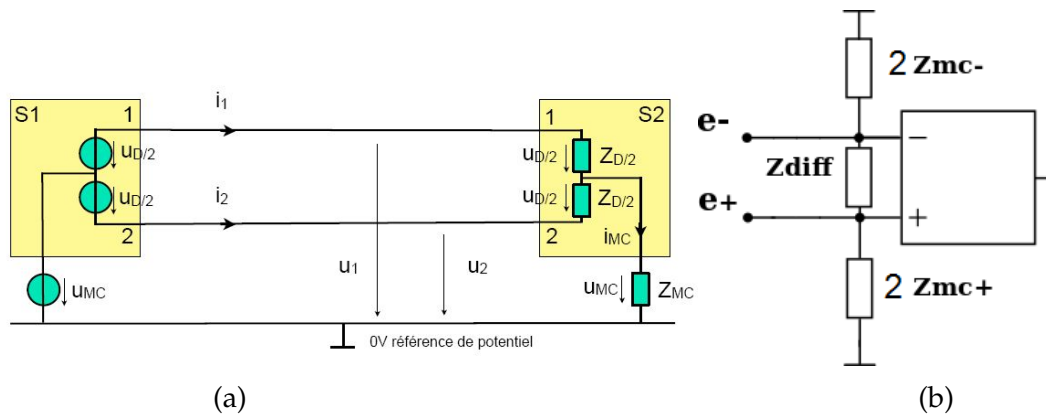 S1
1
uD/2
uD/2
2
uMC
i1
i2
u1
u2
0V référence de potentiel
1
S2
uD/2
ZD/2
uD/2
ZD/2
2
iMC
uMC
ZMC
(a)
2 Zmc-
e-
Zdiff
e+
−
+
2 Zmc+
(b)